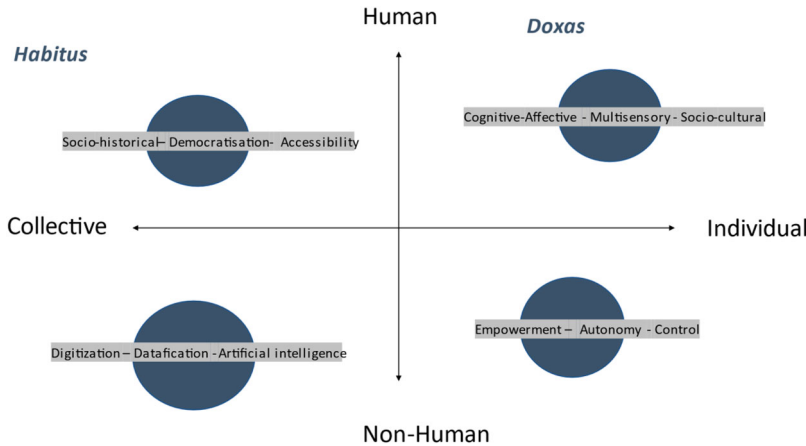 Human
Doxas
Habitus
Cognitive-Affective - Multisensory - Socio-cultural
Socio-historical– Democratisation- Accessibility
Collective
Individual
Empowerment – Autonomy - Control
Digitization – Datafication -Artificial intelligence
Non-Human